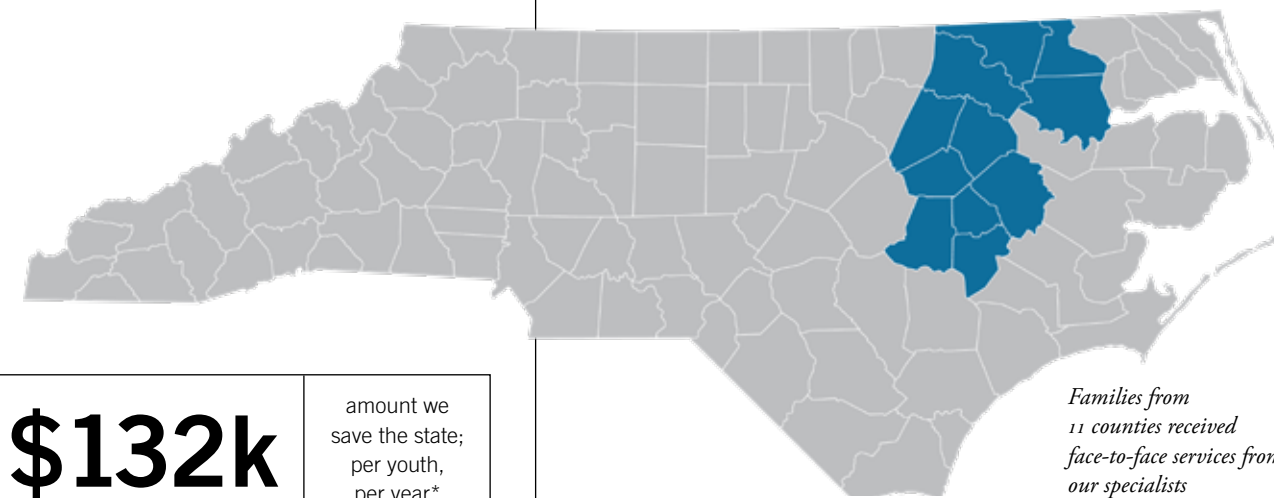 $132k
amount we
save the state;
per youth,
per year*
Families from
11 counties received
face-to-face services from
our specialists